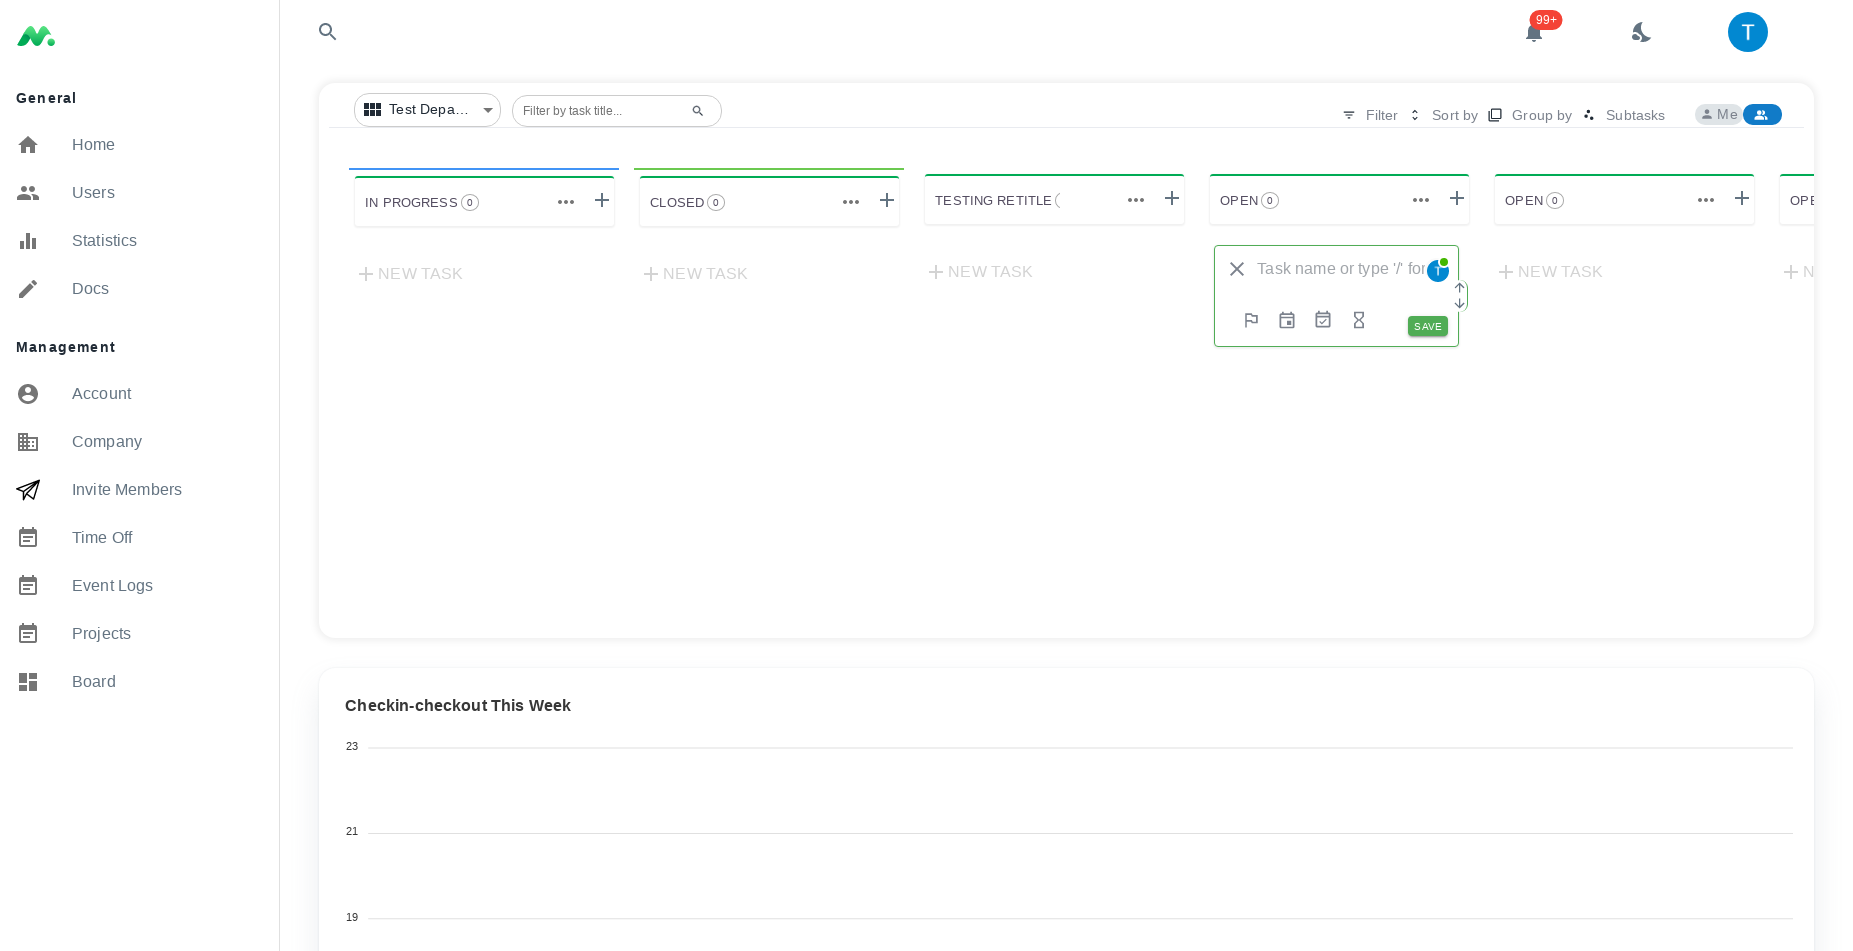 General
Home
Users
Statistics
Docs
Management
Account
Company
Invite Members
Time Off
Event Logs
Projects
Board
99+
T
Test Depa...
Filter by task title...
Filter
Sort by
Group by
Subtasks
Me
IN PROGRESS 0
CLOSED 0
TESTING RETITLE
OPEN 0
OPEN 0
OPE
NEW TASK
NEW TASK
NEW TASK
Task name or type '/' for
T
SAVE
NEW TASK
N
Checkin-checkout This Week
23
21
19